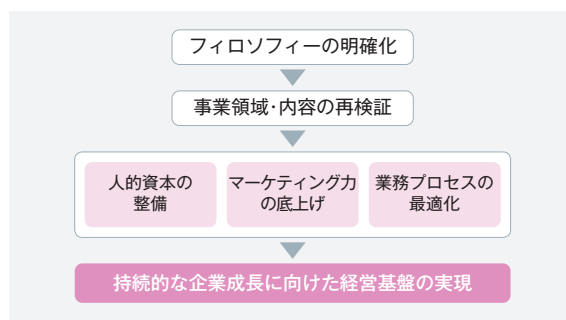 フィロソフィーの明確化
事業領域･内容の再検証
人的資本の
整備
マーケティング力
の底上げ
業務プロセスの
最適化
持続的な企業成長に向けた経営基盤の実現